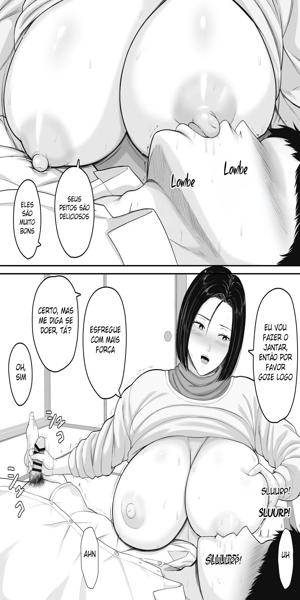 Lambe
Lambe
SEUS
PEITOS SÃO
DELICIOSOS
ELES
SÃO
MUITO
BONS
EU VOU
FAZER O
JANTAR,
ENTÃO POR
FAVOR
GOZE LOGO
ESFREGUE
COM MAIS
FORÇA
CERTO, MAS
ME DIGA SE
DOER, TÁ?
OH,
SIM
SLUURP!
SLUURP!
SLUURP!
UH
AHN